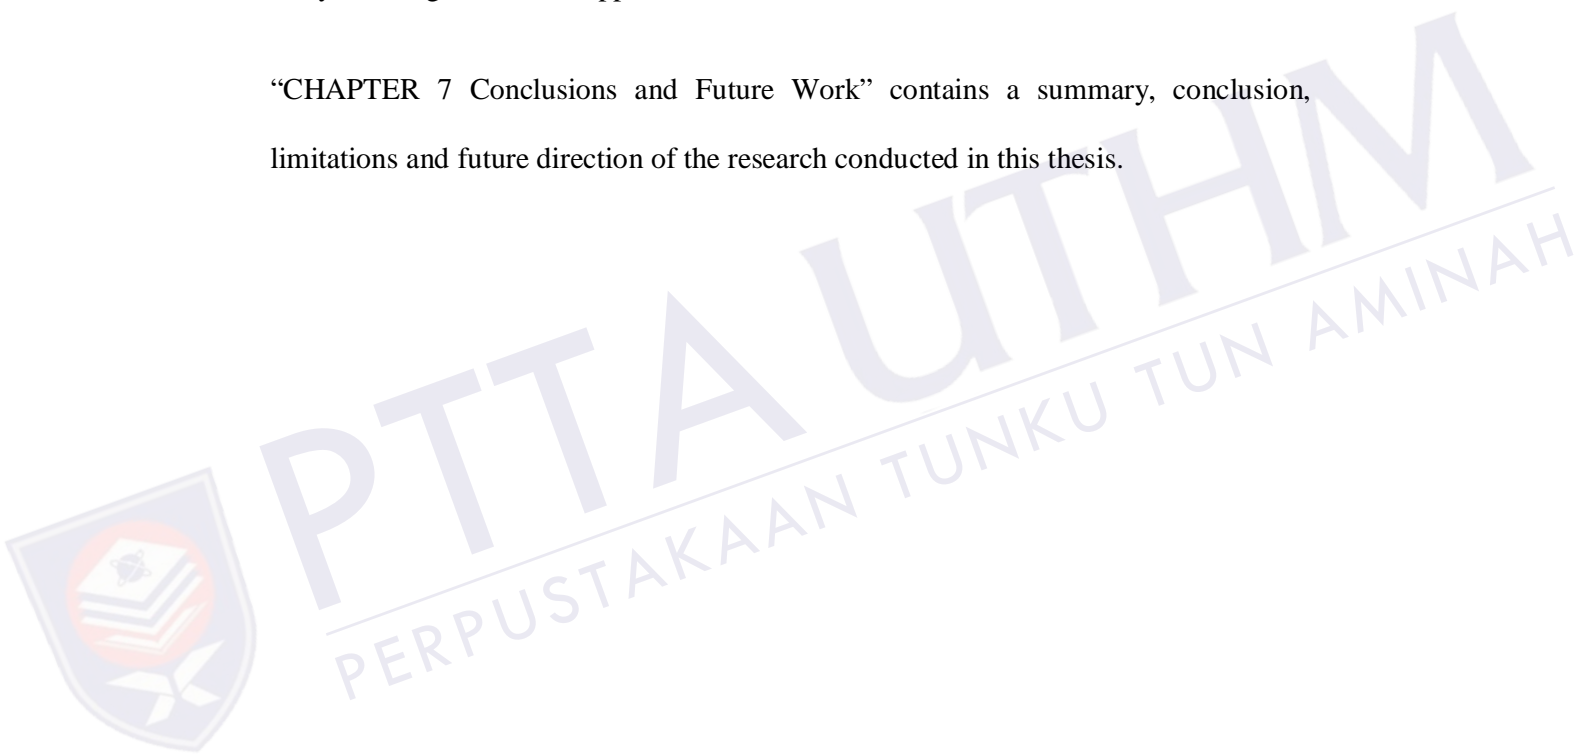 “CHAPTER 7 Conclusions and Future Work” contains a summary, conclusion,
limitations and future direction of the research conducted in this thesis.
PTTA UTHM
PERPUSTAKAAN TUNKU TUN AMINAH